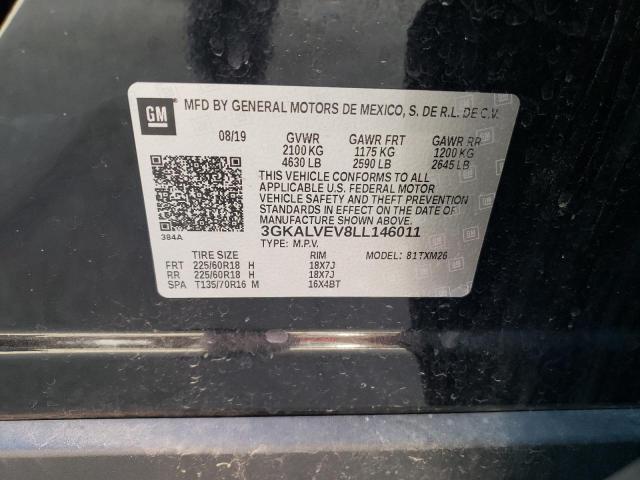 GM
MFD BY GENERAL MOTORS DE MEXICO, S. DE R.L. DE C.V.
08/19 GVWR GAWR FRT GAWR RR
2100 KG 1175 KG 1200 KG
4630 LB 2590 LB 2645 LB
THIS VEHICLE CONFORMS TO ALL
APPLICABLE U.S. FEDERAL MOTOR
VEHICLE SAFETY AND THEFT PREVENTION
STANDARDS IN EFFECT ON THE DATE OF
MANUFACTURE SHOWN ABOVE.
384A 3GKALVEV8LL146011
TYPE: M.P.V.
TIRE SIZE RIM MODEL: 81TXM26
FRT 225/60R18 H 18X7J
RR 225/60R18 H 18X7J
SPA T135/70R16 M 16X4BT